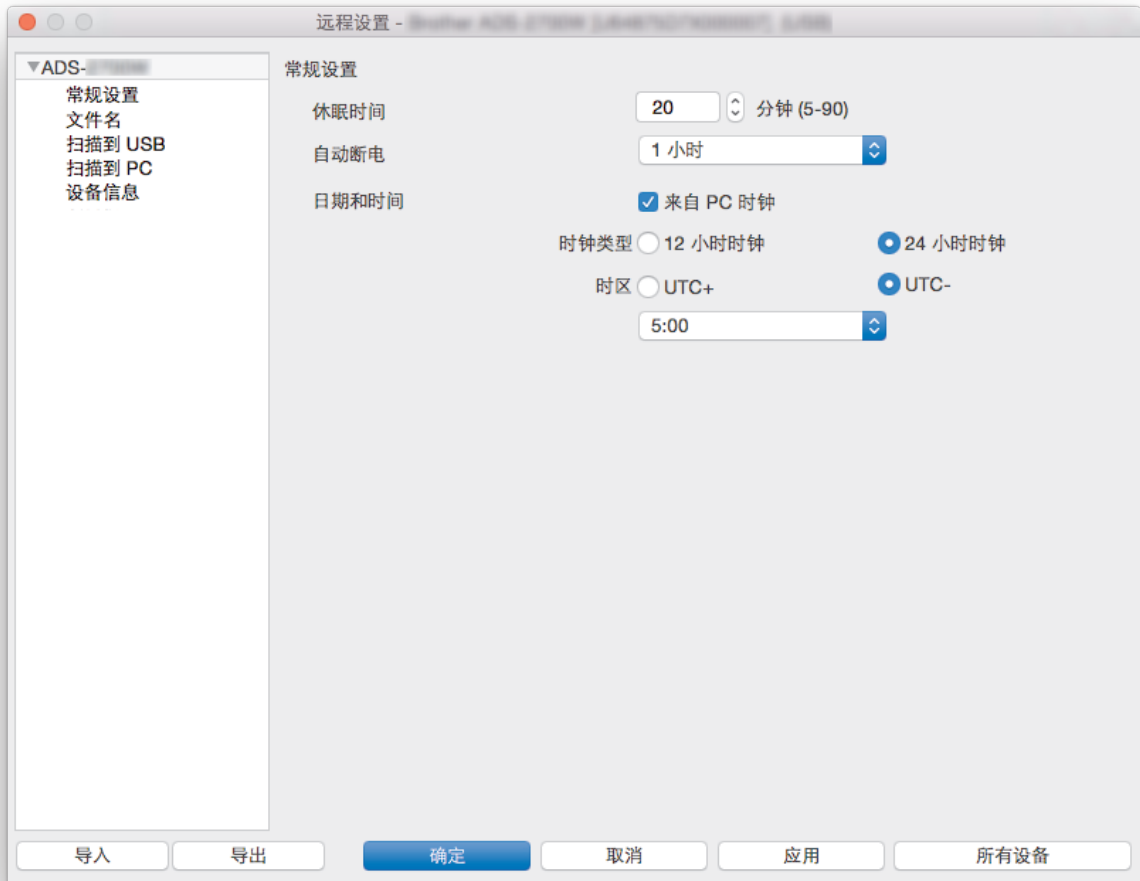 远程设置 -
ADS-
常规设置
文件名
扫描到 USB
扫描到 PC
设备信息
常规设置
休眠时间 20 分钟 (5-90)
自动断电 1 小时
日期和时间 来自 PC 时钟
时钟类型 12 小时时钟 24 小时时钟
时区 UTC+ UTC-
5:00
导入 导出 确定 取消 应用 所有设备